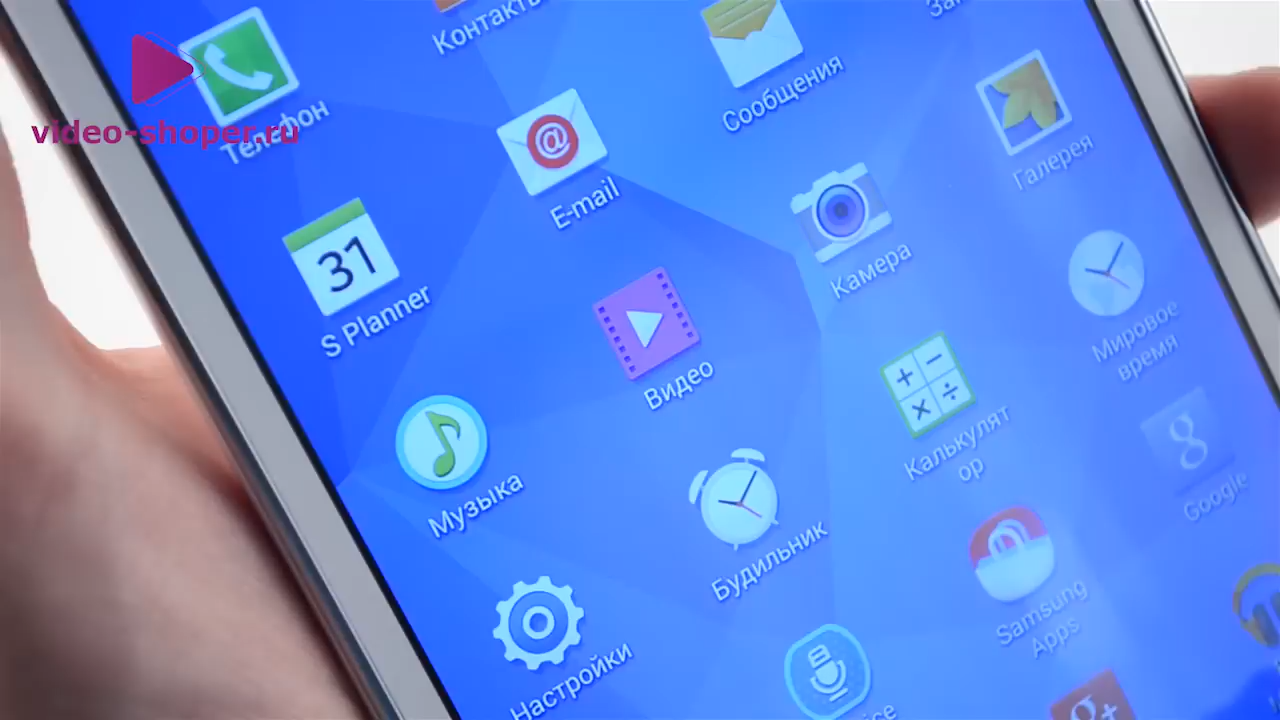 video-shoper.ru
Телефон
Контакты
Сообщения
E-mail
Галерея
31
S Planner
Камера
Видео
Мировое
время
Музыка
Калькулят
ор
Google
Будильник
Samsung
Apps
Настройки
g+